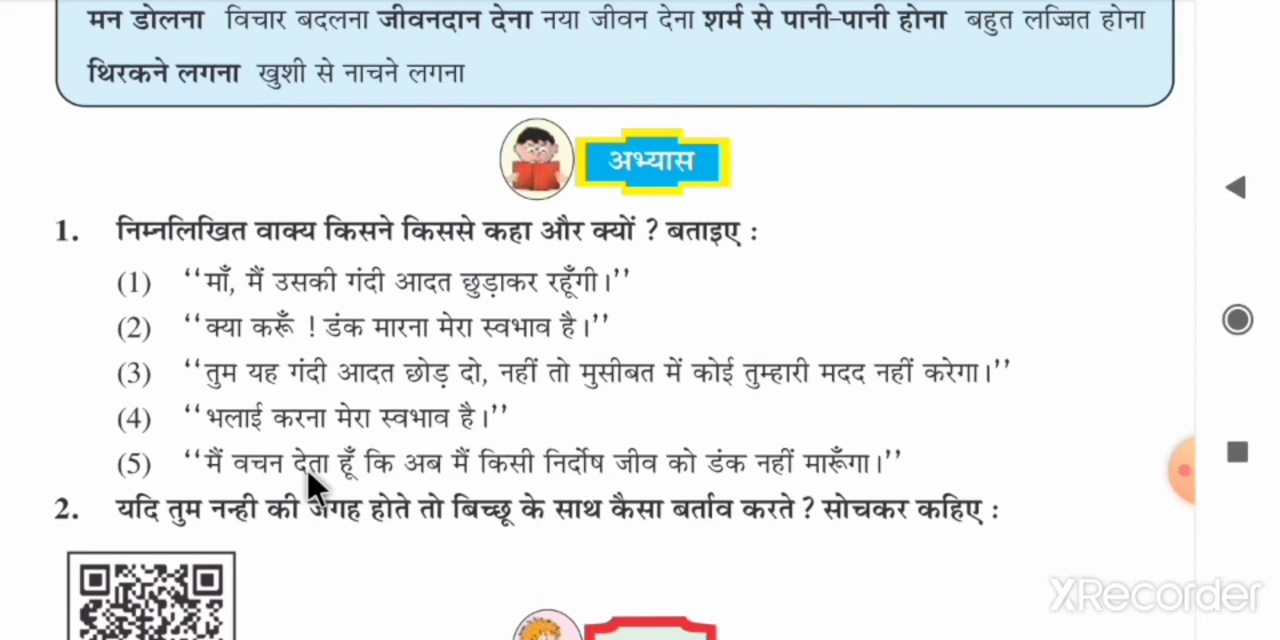 मन डोलना विचार बदलना जीवनदान देना नया जीवन देना शर्म से पानी-पानी होना बहुत लज्जित होना
थिरकने लगना खुशी से नाचने लगना
अभ्यास
1. निम्नलिखित वाक्य किसने किससे कहा और क्यों ? बताइए :
(1) ‘‘माँ, मैं उसकी गंदी आदत छुड़ाकर रहूँगी।’’
(2) ‘‘क्या करूँ ! डंक मारना मेरा स्वभाव है।’’
(3) ‘‘तुम यह गंदी आदत छोड़ दो, नहीं तो मुसीबत में कोई तुम्हारी मदद नहीं करेगा।’’
(4) ‘‘भलाई करना मेरा स्वभाव है।’’
(5) ‘‘मैं वचन देता हूँ कि अब मैं किसी निर्दोष जीव को डंक नहीं मारूँगा।’’
2. यदि तुम नन्ही की जगह होते तो बिच्छू के साथ कैसा बर्ताव करते ? सोचकर कहिए :
XRecorder